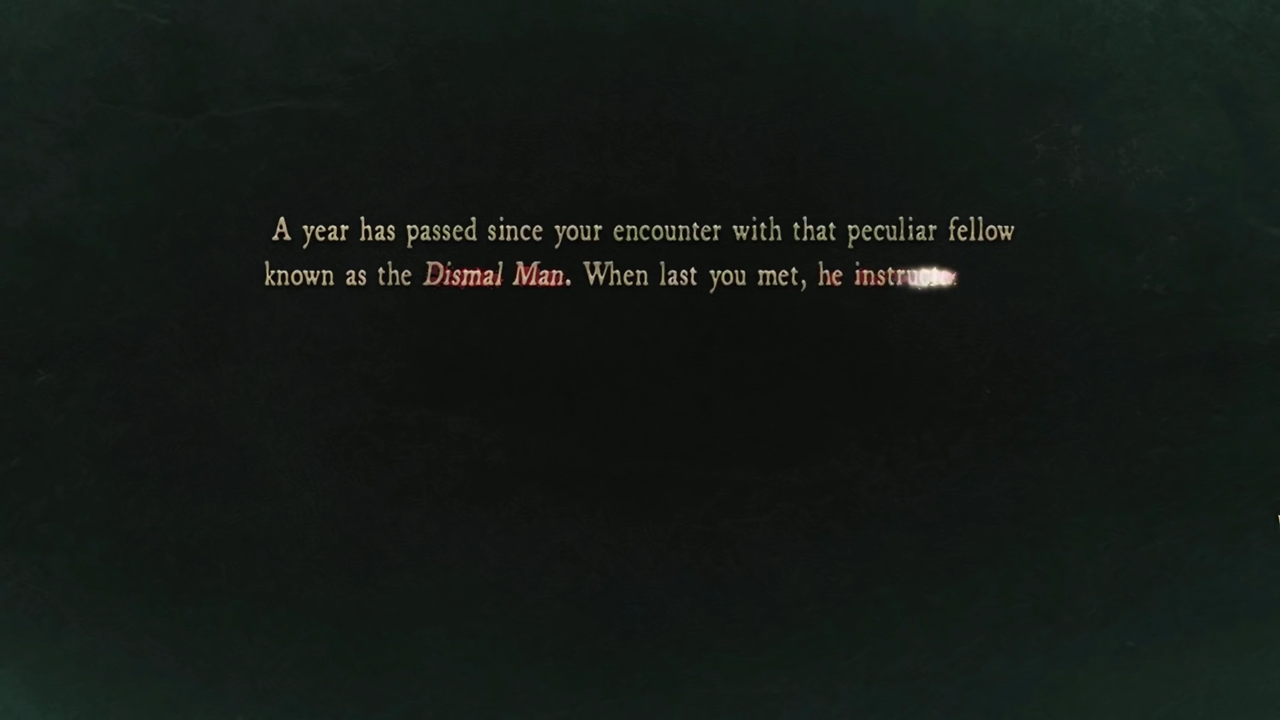 A year has passed since your encounter with that peculiar fellow
known as the Dismal Man. When last you met, he